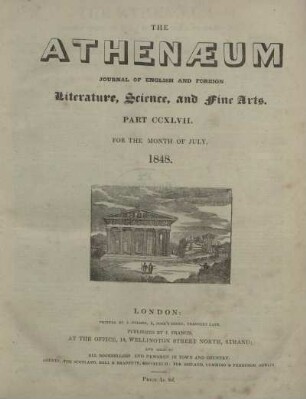 THE
ATHENÆUM
JOURNAL OF ENGLISH AND FOREIGN
Literature, Science, and Fine Arts.
PART CCXLVII.
FOR THE MONTH OF JULY,
1848.
LONDON:
PUBLISHED BY J. FRANCIS,
AT THE OFFICE, 14, WELLINGTON STREET NORTH, STRAND;
AND SOLD BY
ALL BOOKSELLERS AND NEWSMEN IN TOWN AND COUNTRY.